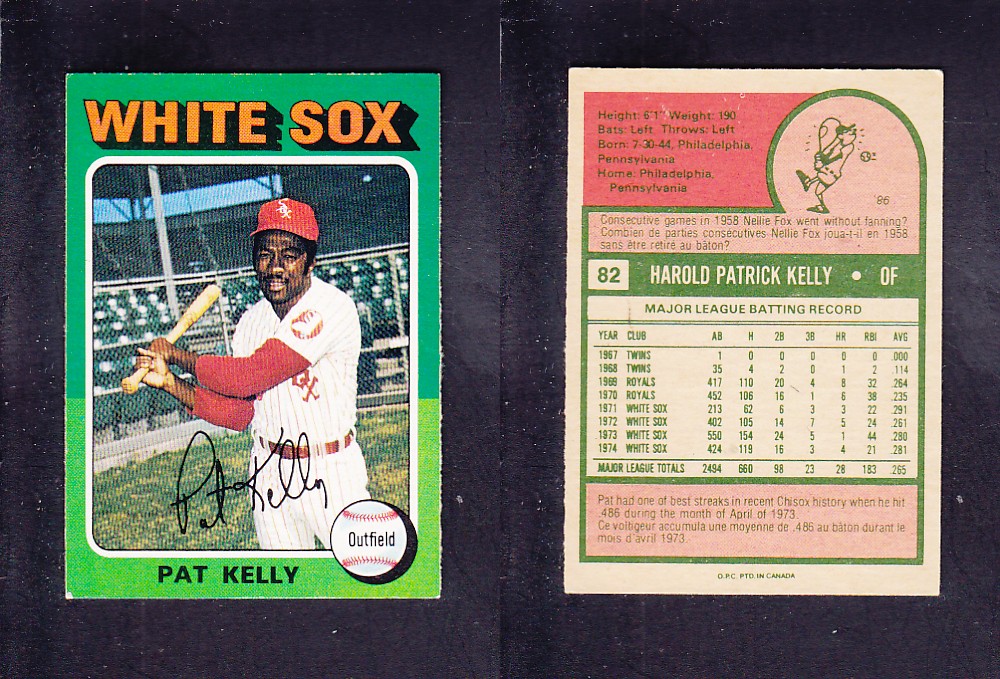 WHITE SOX
SOX
Pat Kelly
Outfield
PAT KELLY
Height: 6'1" Weight: 190
Bats: Left Throws: Left
Born: 7-30-44, Philadelphia,
Pennsylvania
Home: Philadelphia,
Pennsylvania
'86
Consecutive games in 1958 Nellie Fox went without fanning?
Combien de parties consécutives Nellie Fox joua-t-il en 1958
sans être retiré au bâton?
82 HAROLD PATRICK KELLY • OF
MAJOR LEAGUE BATTING RECORD
YEAR CLUB AB H 2B 3B HR RBI AVG
1967 TWINS 1 0 0 0 0 0 .000
1968 TWINS 35 4 2 0 1 2 .114
1969 ROYALS 417 110 20 4 8 32 .264
1970 ROYALS 452 106 16 1 6 38 .235
1971 WHITE SOX 213 62 6 3 3 22 .291
1972 WHITE SOX 402 105 14 7 5 24 .261
1973 WHITE SOX 550 154 24 5 1 44 .280
1974 WHITE SOX 424 119 16 3 4 21 .281
MAJOR LEAGUE TOTALS 2494 660 98 23 28 183 .265
Pat had one of best streaks in recent Chisox history when he hit
.486 during the month of April of 1973.
Ce voltigeur accumula une moyenne de .486 au bâton durant le
mois d'avril 1973.
O.P.C. PTD. IN CANADA